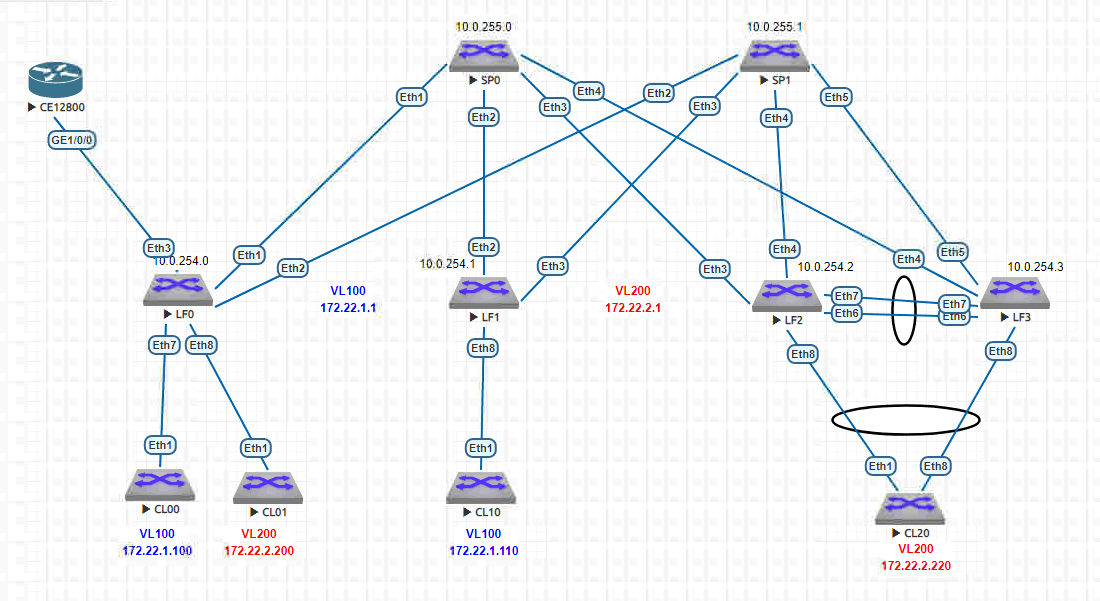 10.0.255.0
10.0.255.1
SP0
SP1
CE12800
Eth1
Eth4
Eth2
Eth5
Eth3
Eth3
Eth2
Eth4
GE1/0/0
Eth3
10.0.254.0
Eth1
Eth2
Eth2
10.0.254.1
Eth3
Eth3
Eth4
10.0.254.2
Eth4
Eth5
10.0.254.3
LF0
VL100
172.22.1.1
LF1
VL200
172.22.2.1
LF2
Eth7
Eth6
Eth7
Eth6
LF3
Eth7
Eth8
Eth8
Eth8
Eth8
Eth1
Eth1
Eth1
Eth1
Eth8
CL00
CL01
CL10
CL20
VL100
172.22.1.100
VL200
172.22.2.200
VL100
172.22.1.110
VL200
172.22.2.220